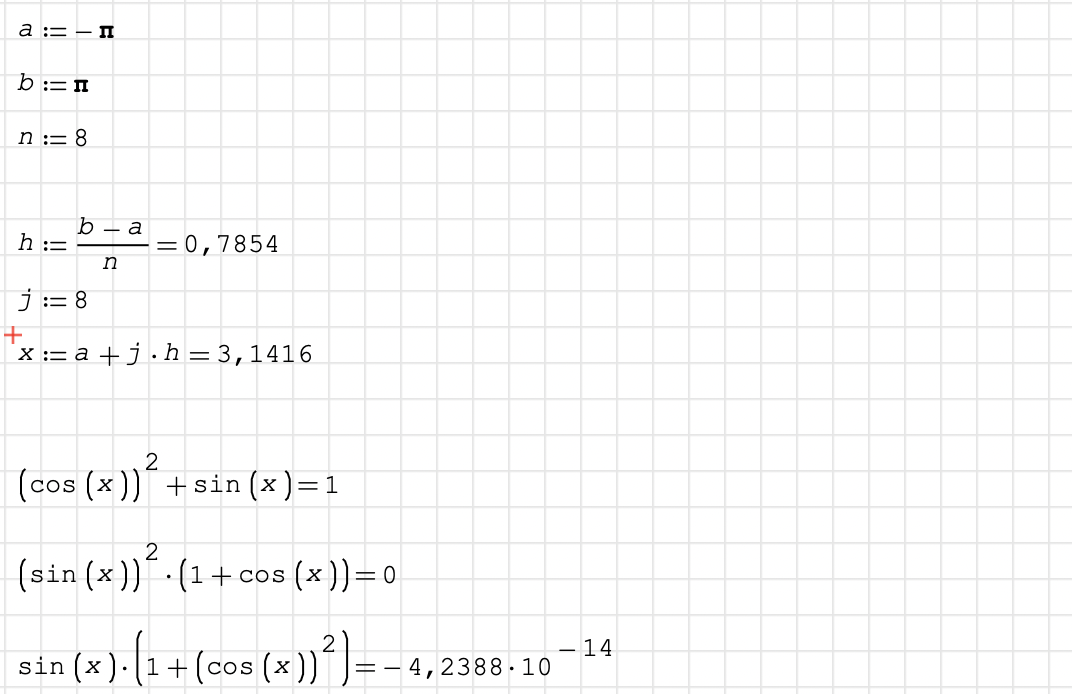 a := − π
b := π
n := 8
h := (b − a)/n = 0,7854
j := 8
x := a + j · h = 3,1416
(cos (x))² + sin (x) = 1
(sin (x))² · (1 + cos (x)) = 0
sin (x) · (1 + (cos (x))²) = − 4,2388 · 10⁻¹⁴